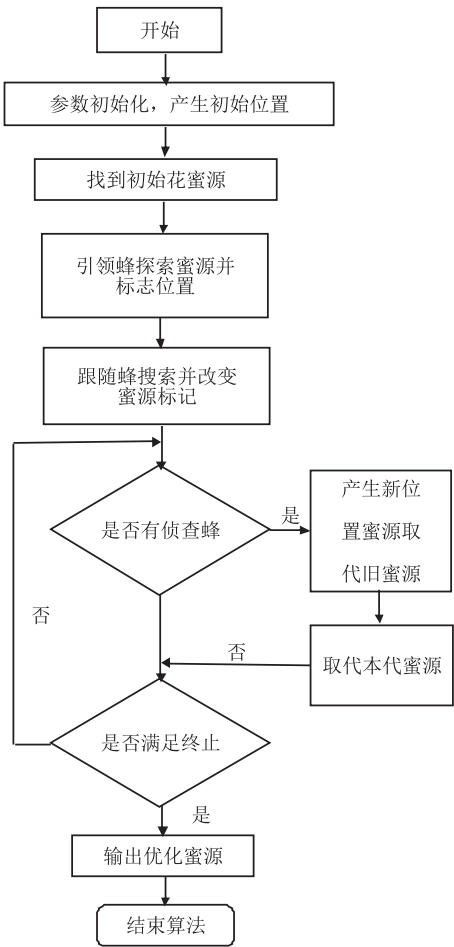 开始
参数初始化，产生初始位置
找到初始花蜜源
引领蜂探索蜜源并
标志位置
跟随蜂搜索并改变
蜜源标记
是否有侦查蜂
是
产生新位
置蜜源取
代旧蜜源
否
否
取代本代蜜源
是否满足终止
是
输出优化蜜源
结束算法